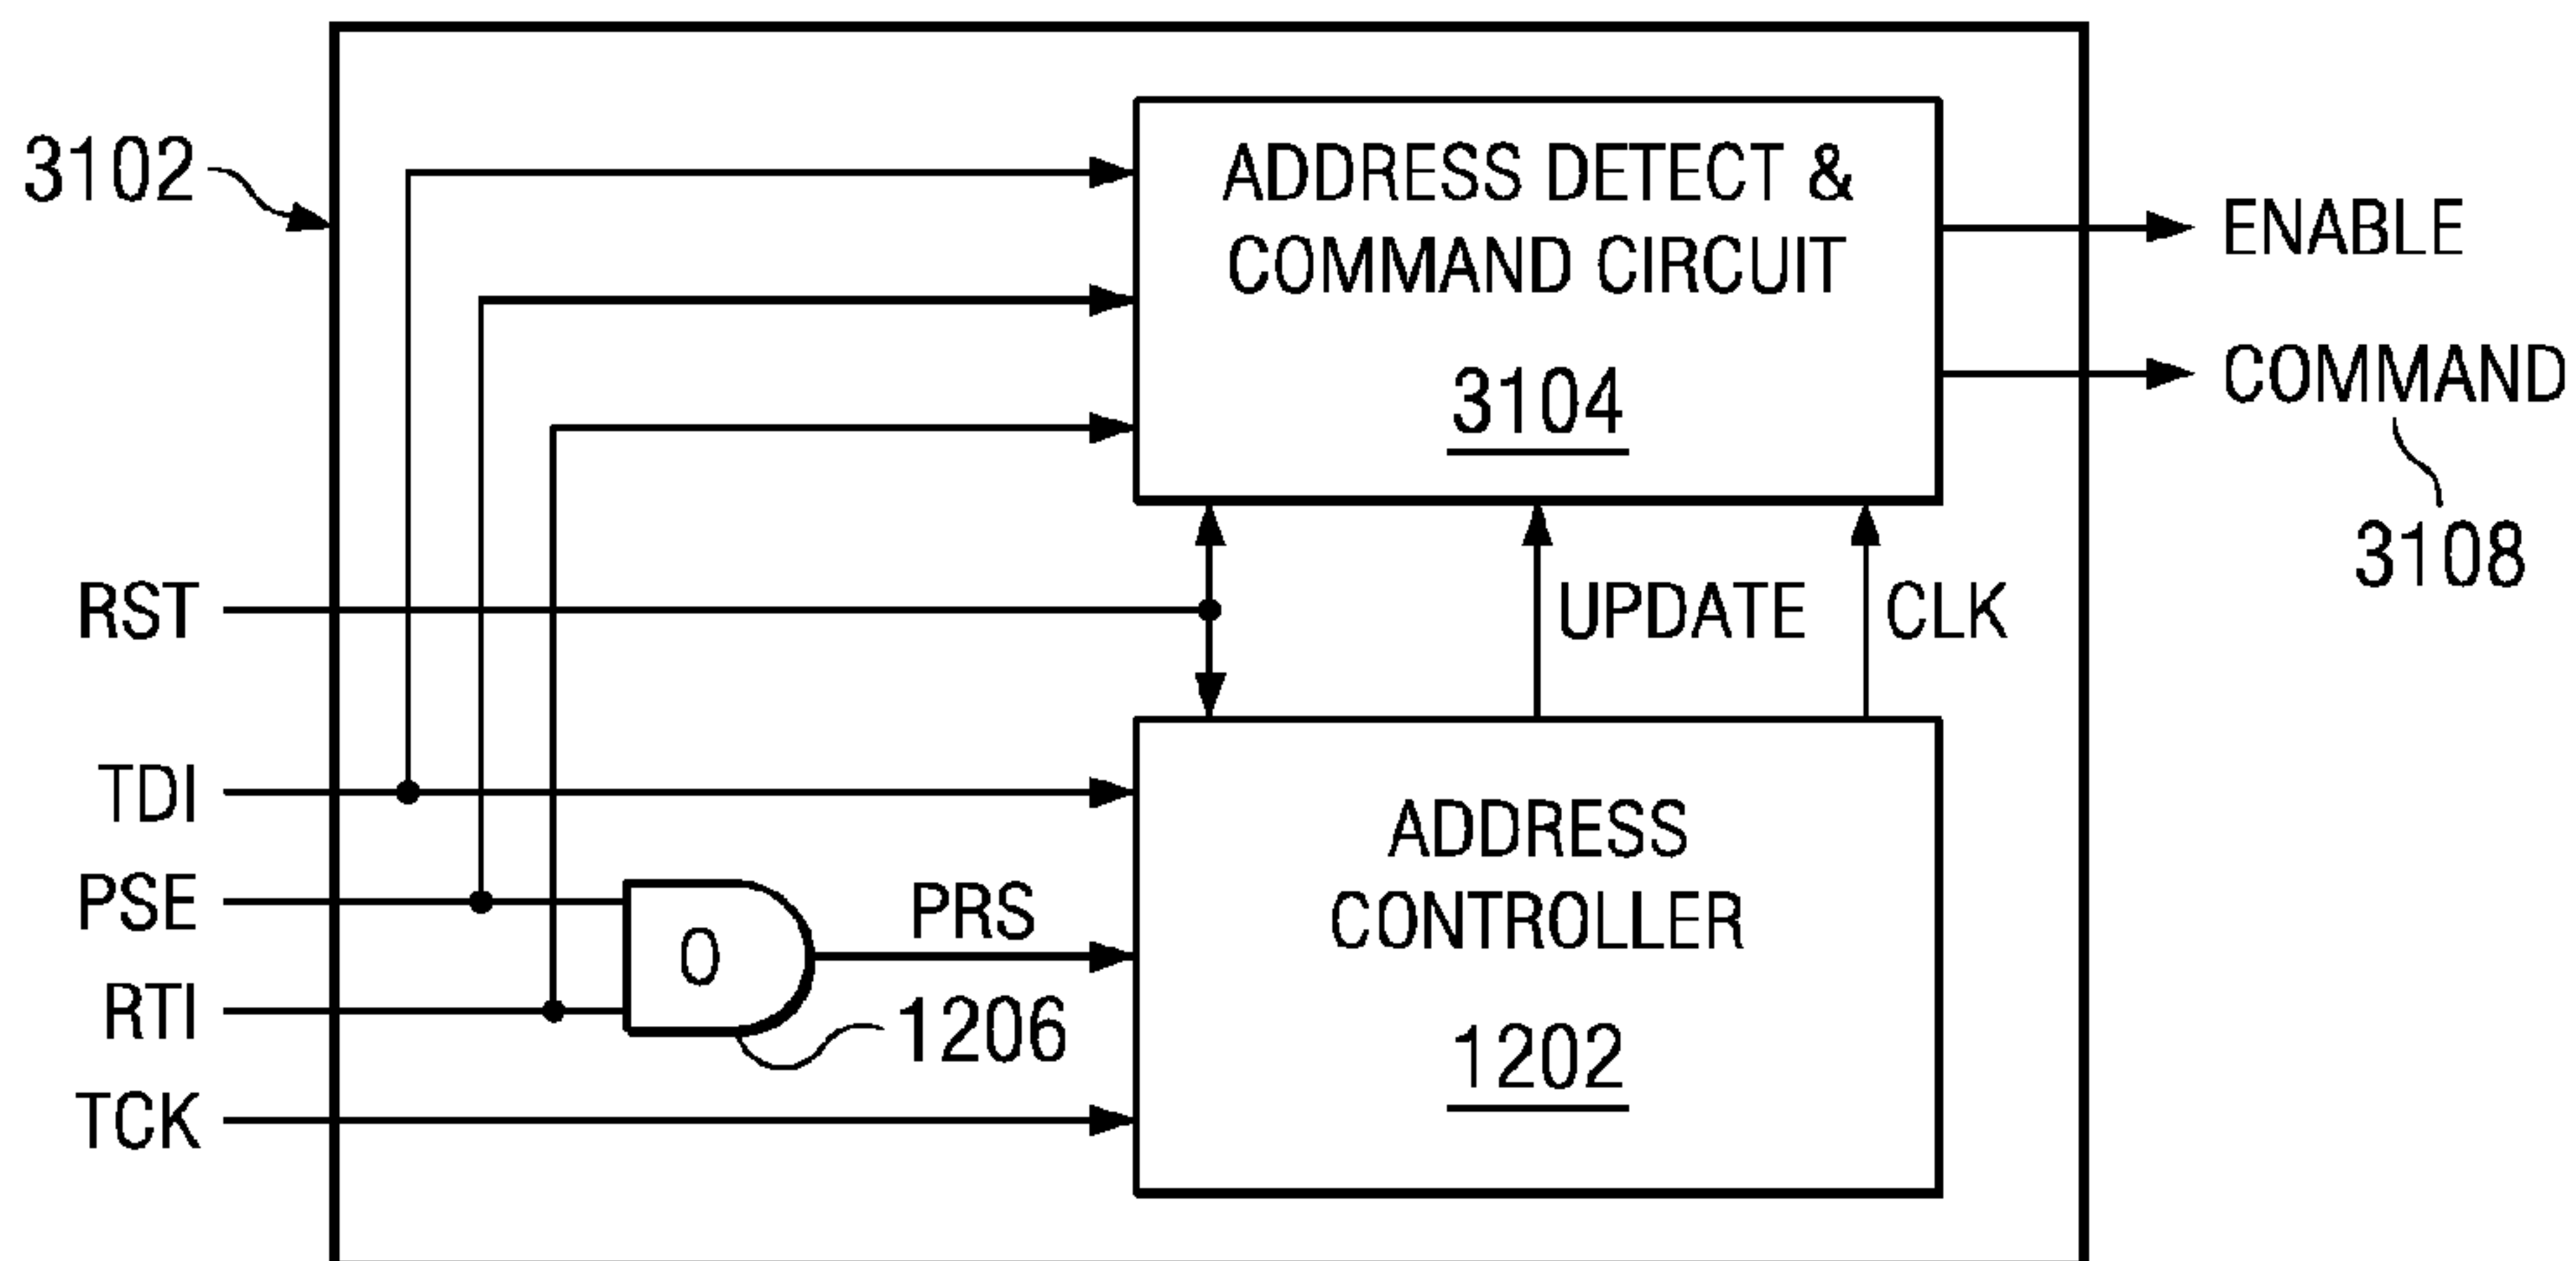 3102
ADDRESS DETECT &
COMMAND CIRCUIT
3104
ENABLE
COMMAND
3108
RST
UPDATE
CLK
TDI
PSE
RTI
TCK
O
PRS
1206
ADDRESS
CONTROLLER
1202